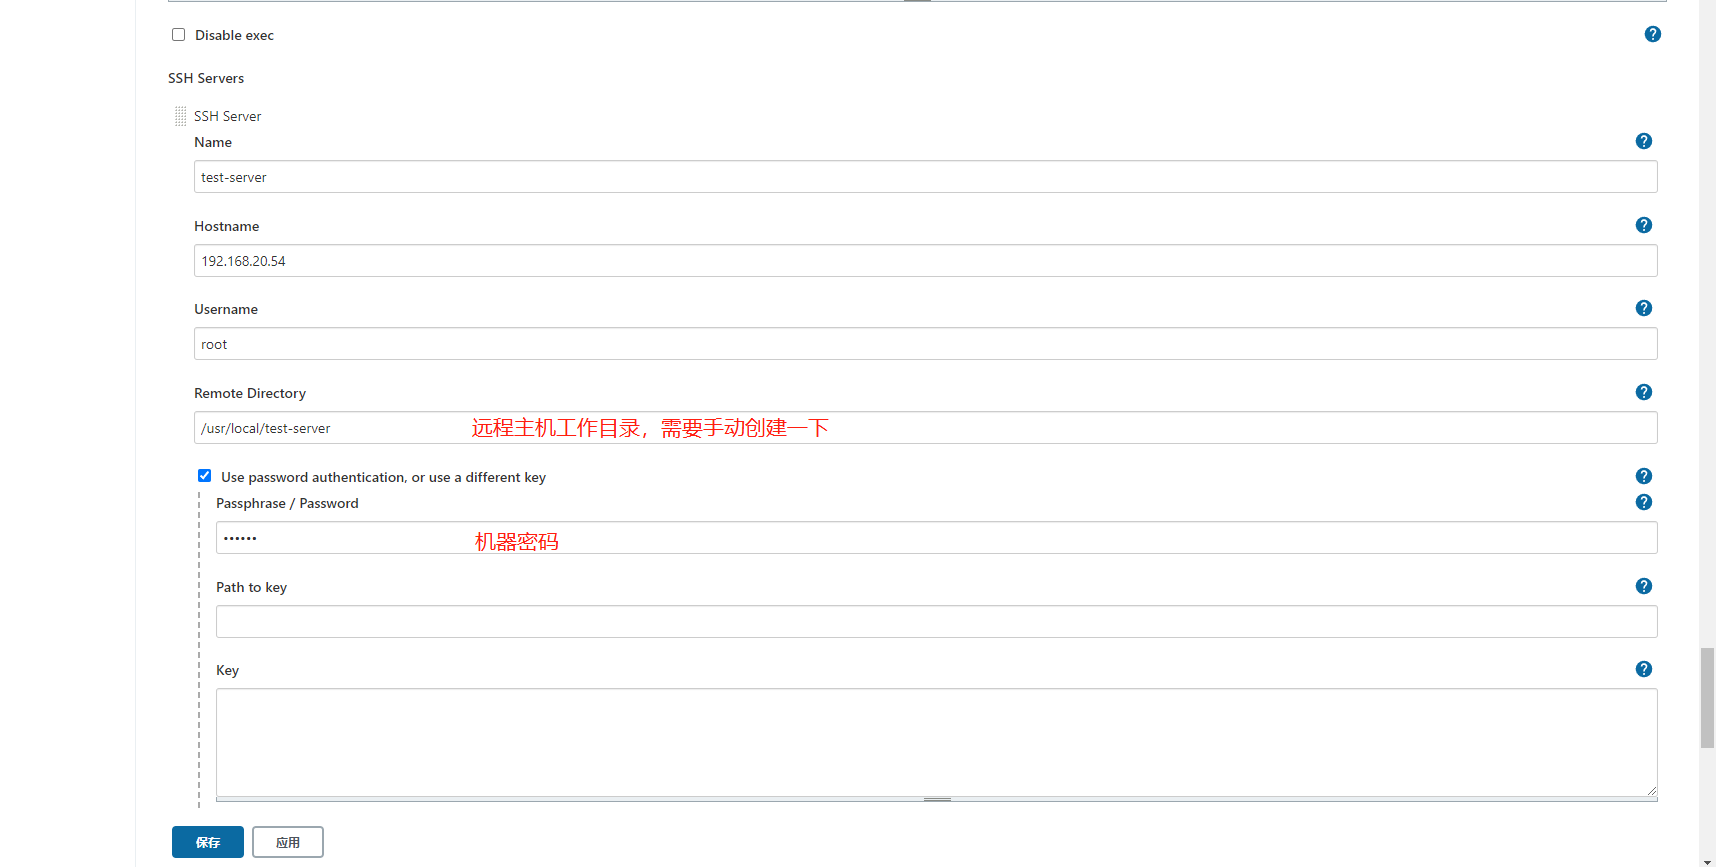 Disable exec
SSH Servers
SSH Server
Name
test-server
Hostname
192.168.20.54
Username
root
Remote Directory
/usr/local/test-server 远程主机工作目录，需要手动创建一下
Use password authentication, or use a different key
Passphrase / Password
•••••• 机器密码
Path to key
Key
保存 应用